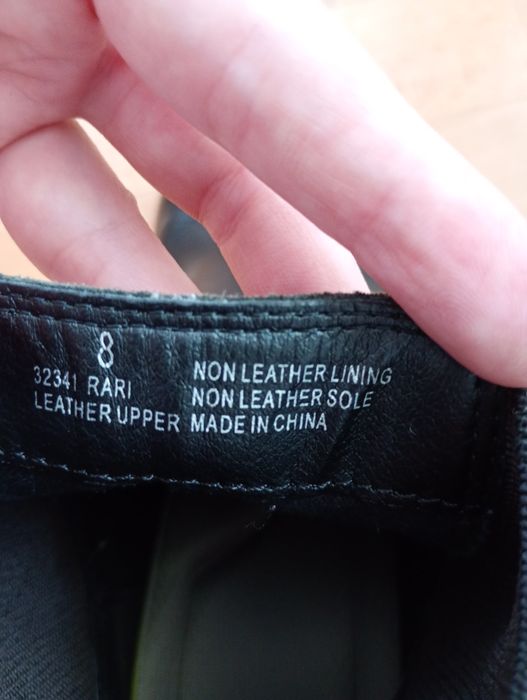 8
32341 RARI
LEATHER UPPER
NON LEATHER LINING
NON LEATHER SOLE
MADE IN CHINA